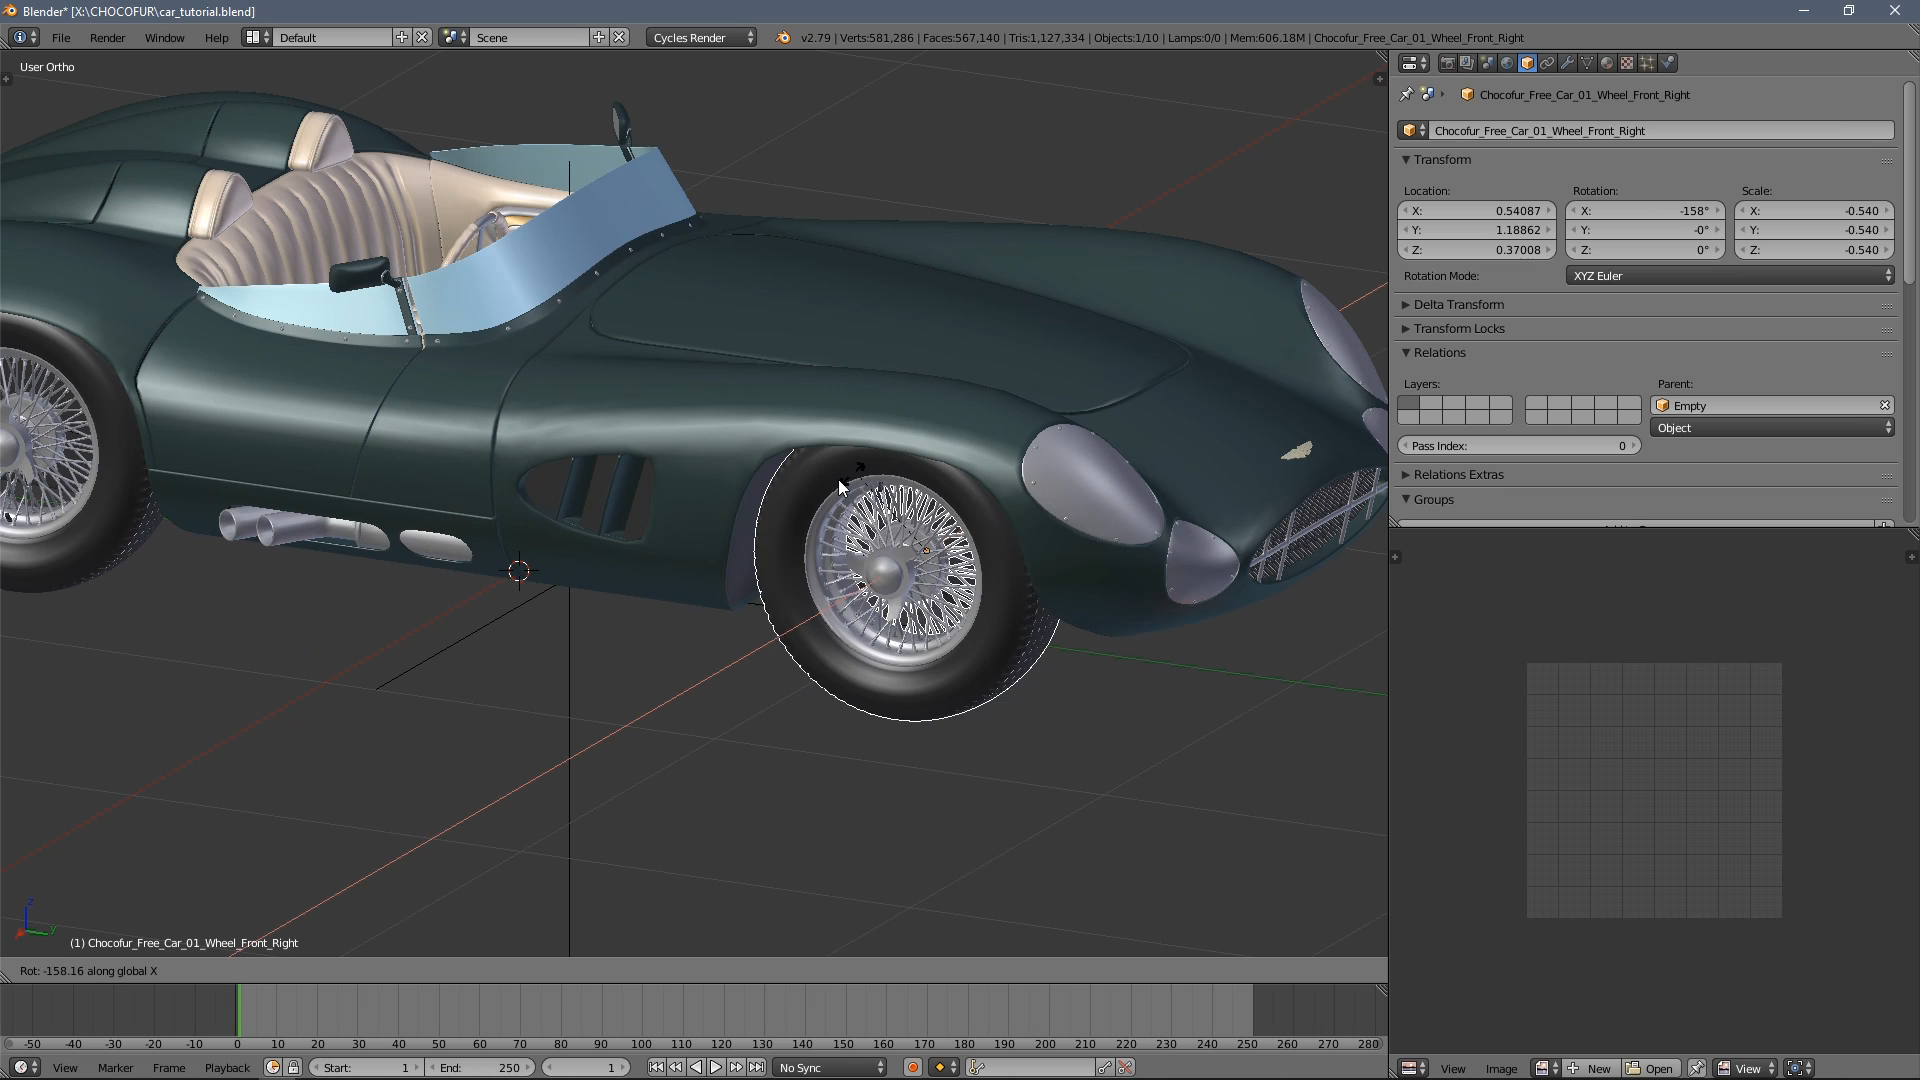 Blender* [X:\CHOCOFUR\car_tutorial.blend]
File Render Window Help Default Scene Cycles Render v2.79 | Verts:581,286 | Faces:567,140 | Tris:1,127,334 | Objects:1/10 | Lamps:0/0 | Mem:606.18M | Chocofur_Free_Car_01_Wheel_Front_Right
User Ortho
Chocofur_Free_Car_01_Wheel_Front_Right
Chocofur_Free_Car_01_Wheel_Front_Right
Transform
Location: Rotation: Scale:
X: 0.54087 X: -158° X: -0.540
Y: 1.18862 Y: -0° Y: -0.540
Z: 0.37008 Z: 0° Z: -0.540
Rotation Mode: XYZ Euler
Delta Transform
Transform Locks
Relations
Layers: Parent:
Empty
Object
Pass Index: 0
Relations Extras
Groups
z
y
(1) Chocofur_Free_Car_01_Wheel_Front_Right
Rot: -158.16 along global X
-50 -40 -30 -20 -10 0 10 20 30 40 50 60 70 80 90 100 110 120 130 140 150 160 170 180 190 200 210 220 230 240 250 260 270 280
View Marker Frame Playback Start: 1 End: 250 1 No Sync
View Image New Open View